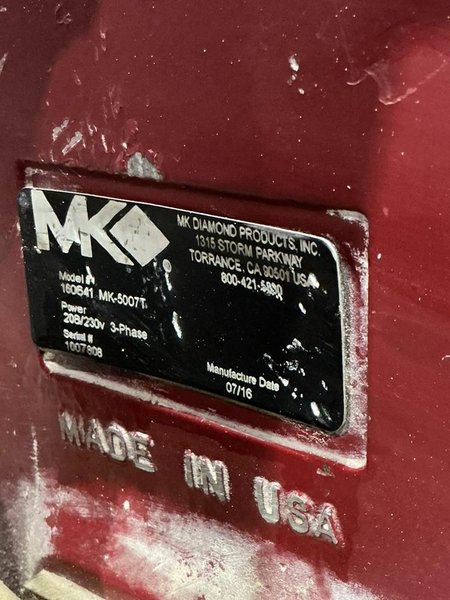 MK
MK DIAMOND PRODUCTS, INC.
1315 STORM PARKWAY
TORRANCE, CA 90501 USA
800-421-5830
Model #
160641 MK-5007T
Power
208/230v 3-Phase
Serial #
1007808
Manufacture Date
07/16
MADE IN USA